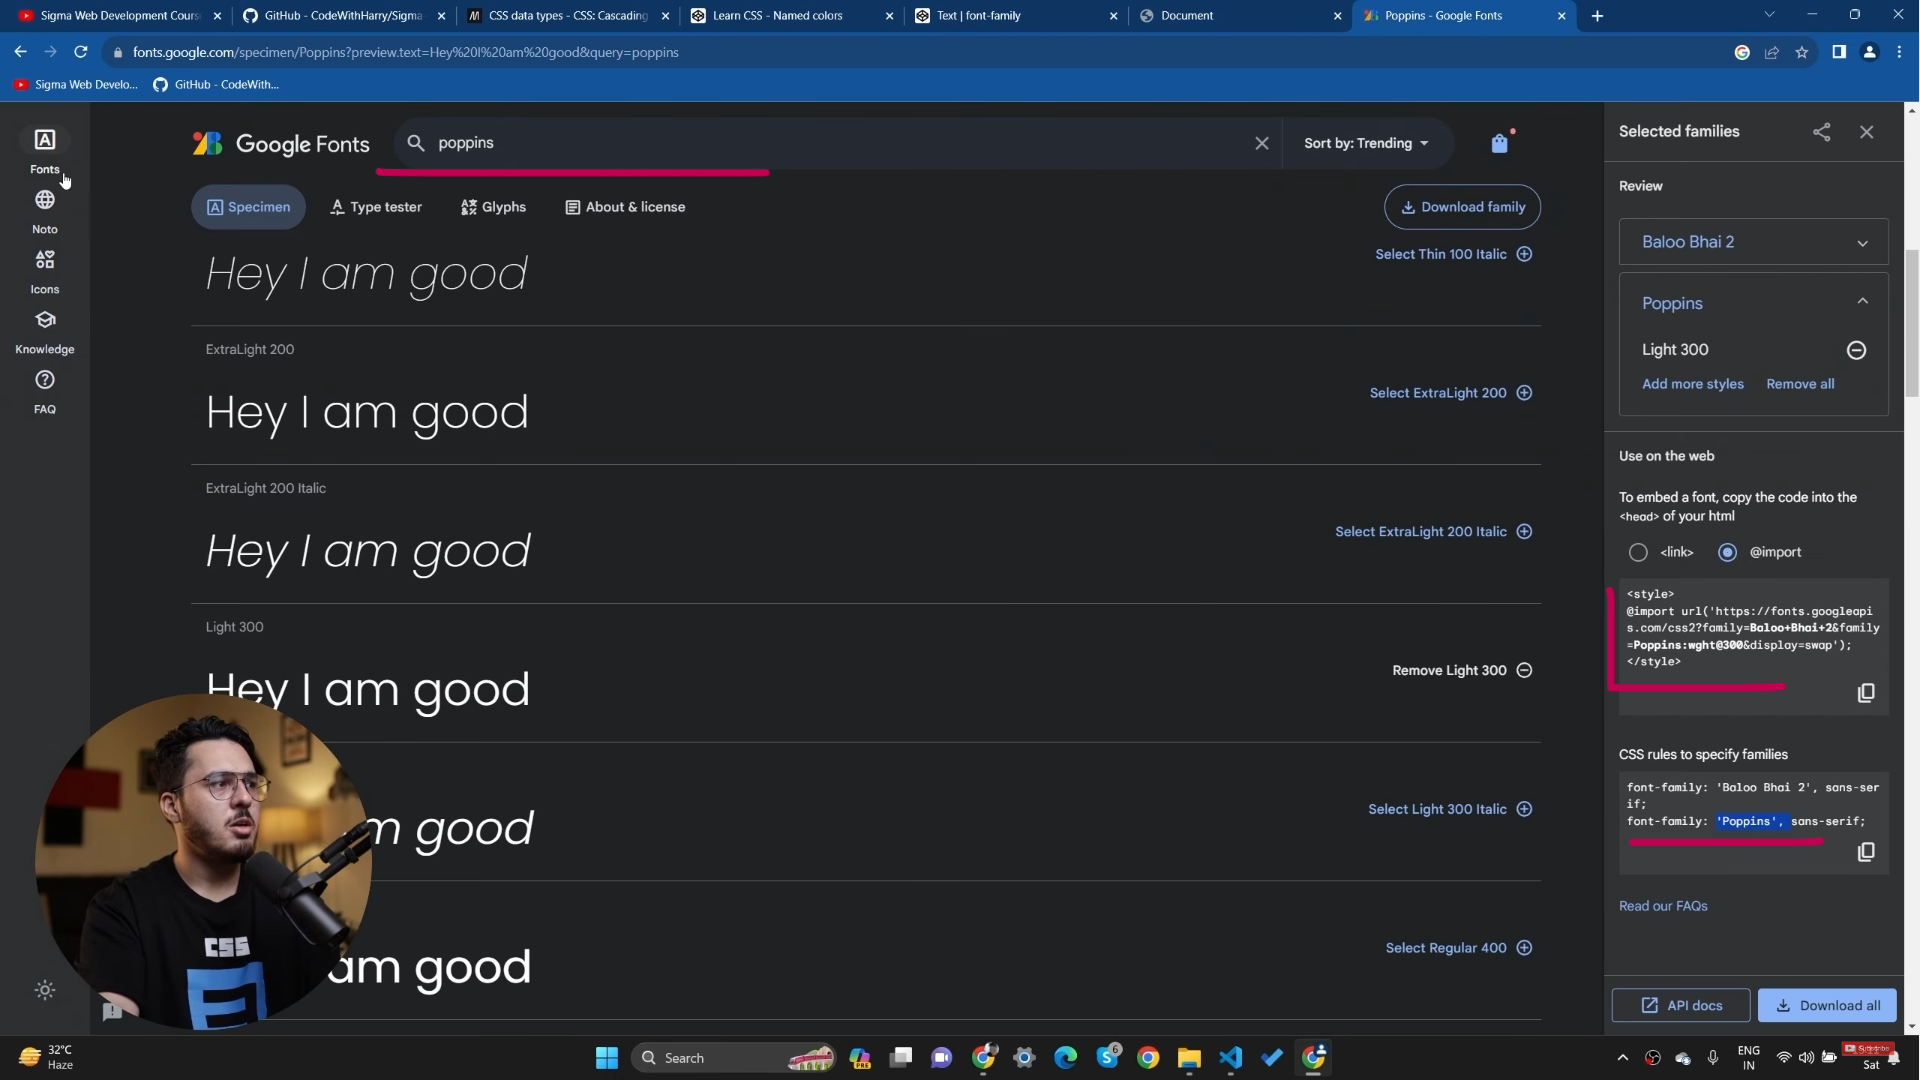 Sigma Web Development Cours
GitHub - CodeWithHarry/Sigma
CSS data types - CSS: Cascading
Learn CSS - Named colors
Text | font-family
Document
Poppins - Google Fonts
fonts.google.com/specimen/Poppins?preview.text=Hey%20I%20am%20good&query=poppins
Sigma Web Develo...
GitHub - CodeWith...
Fonts
Noto
Icons
Knowledge
FAQ
Google Fonts
poppins
Sort by: Trending
Specimen
Type tester
Glyphs
About & license
Download family
Hey I am good
Select Thin 100 Italic
ExtraLight 200
Hey I am good
Select ExtraLight 200
ExtraLight 200 Italic
Hey I am good
Select ExtraLight 200 Italic
Light 300
Hey I am good
Remove Light 300
m good
Select Light 300 Italic
am good
Select Regular 400
Selected families
Review
Baloo Bhai 2
Poppins
Light 300
Add more styles
Remove all
Use on the web
To embed a font, copy the code into the
<head> of your html
<link>
@import
<style>
@import url('https://fonts.googleapi
s.com/css2?family=Baloo+Bhai+2&family
=Poppins:wght@300&display=swap');
</style>
CSS rules to specify families
font-family: 'Baloo Bhai 2', sans-ser
if;
font-family: 'Poppins', sans-serif;
Read our FAQs
API docs
Download all
CSS
32°C
Haze
Search
PRE
6
ENG
IN
Subscribe
Sat